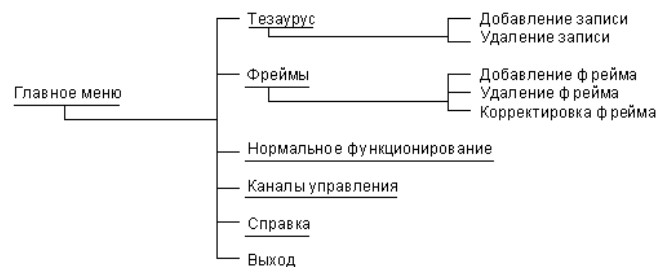 Тезаурус
Добавление записи
Удаление записи
Фреймы
Добавление фрейма
Удаление фрейма
Корректировка фрейма
Главное меню
Нормальное функционирование
Каналы управления
Справка
Выход